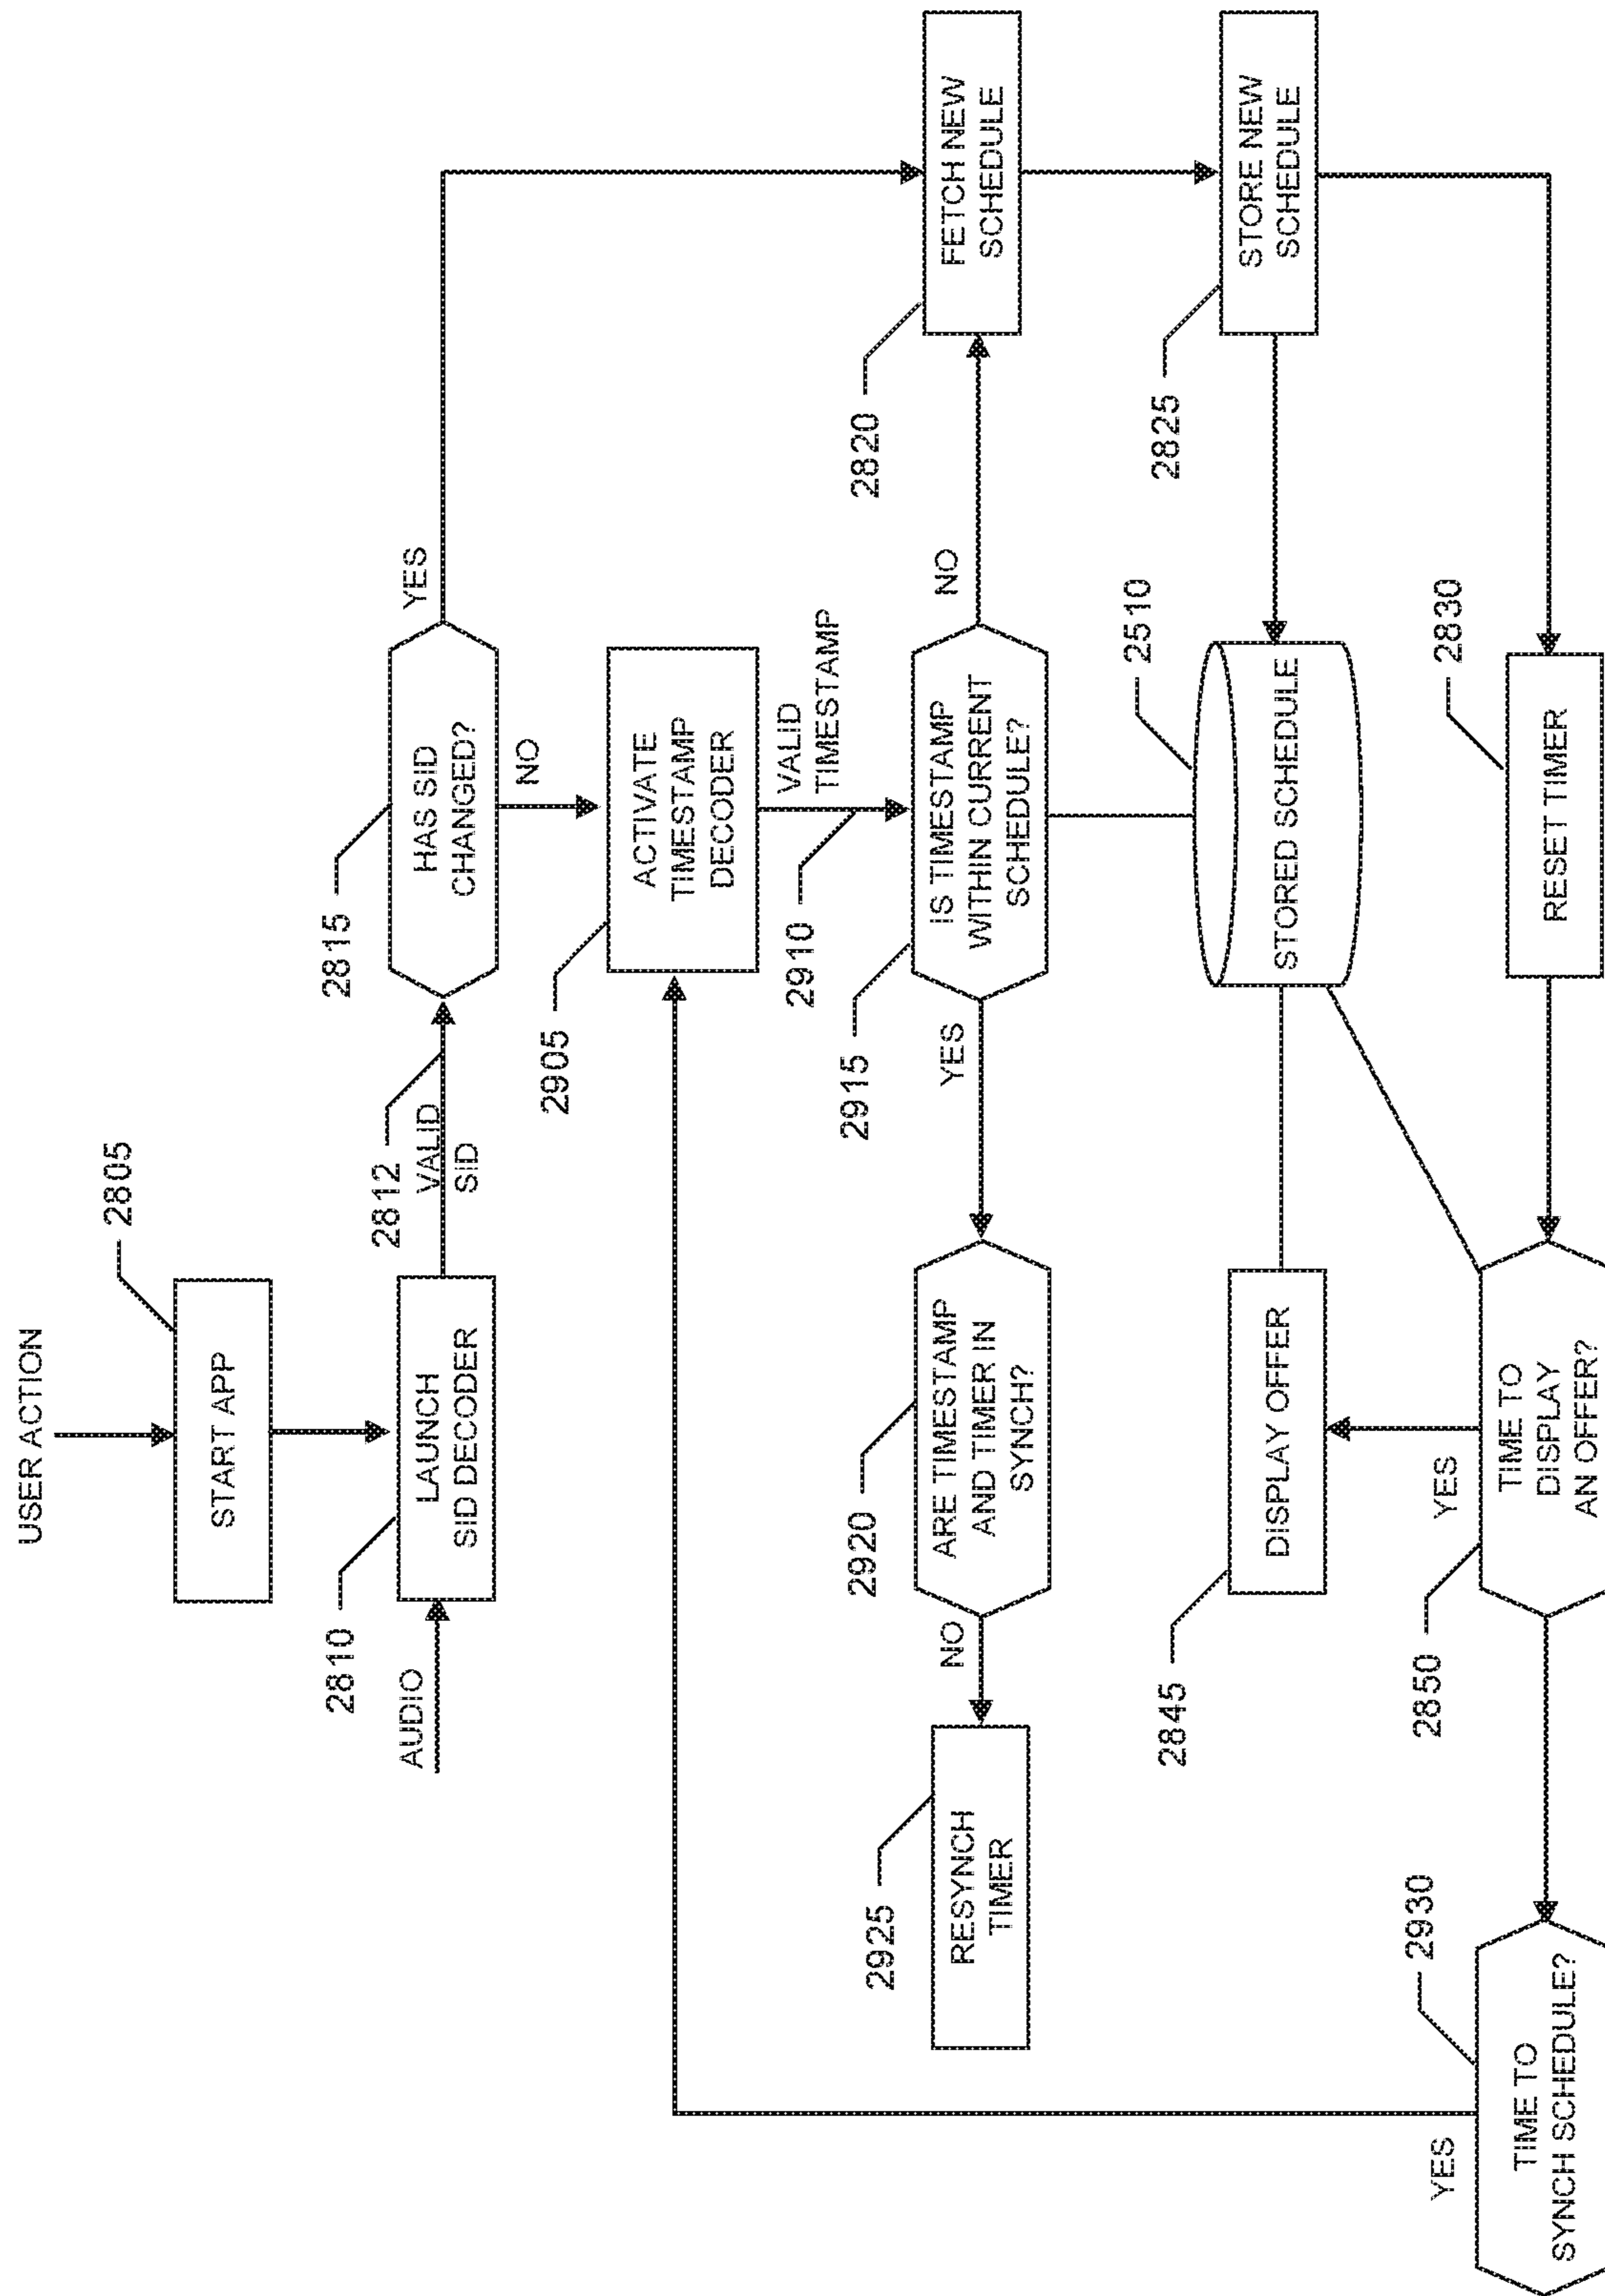 USER ACTION
START APP
2805
AUDIO
2810
LAUNCH
SID DECODER
2812
VALID
SID
2815
HAS SID
CHANGED?
YES
NO
2905
ACTIVATE
TIMESTAMP
DECODER
VALID
TIMESTAMP
2910
2925
RESYNCH
TIMER
NO
2920
ARE TIMESTAMP
AND TIMER IN
SYNCH?
YES
2915
IS TIMESTAMP
WITHIN CURRENT
SCHEDULE?
NO
2820
FETCH NEW
SCHEDULE
2845
DISPLAY OFFER
2510
STORED SCHEDULE
2825
STORE NEW
SCHEDULE
YES
2930
TIME TO
SYNCH SCHEDULE?
2850
YES
TIME TO
DISPLAY
AN OFFER?
2830
RESET TIMER